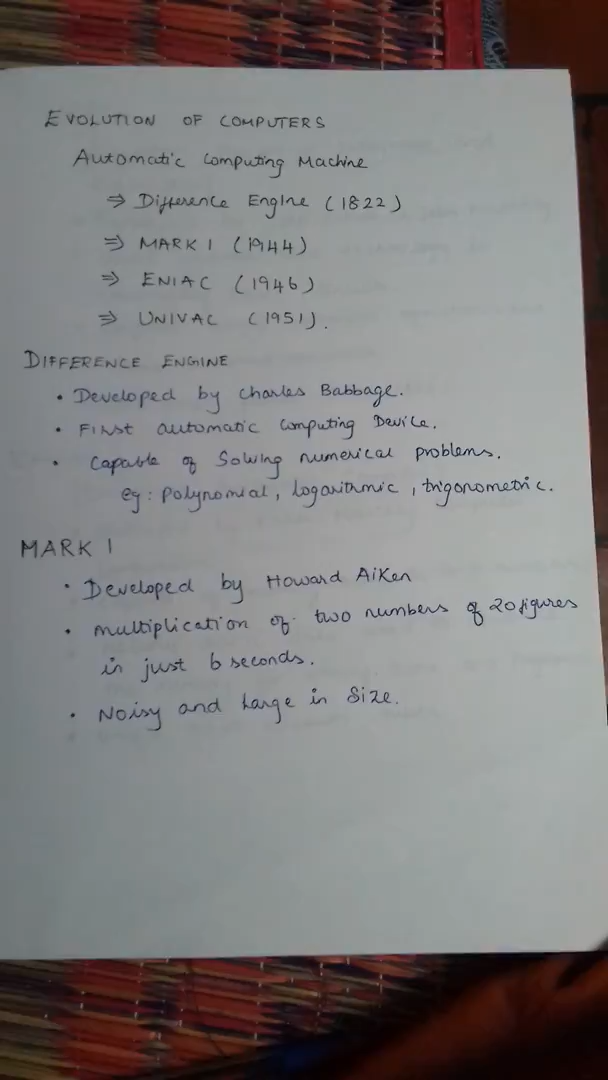 EVOLUTION OF COMPUTERS
Automatic Computing Machine
⇒ Difference Engine (1822)
⇒ MARK I (1944)
⇒ ENIAC (1946)
⇒ UNIVAC (1951).
DIFFERENCE ENGINE
• Developed by Charles Babbage.
• First automatic Computing Device.
• Capable of Solving numerical problems.
eg: polynomial, logarithmic, trigonometric.
MARK I
• Developed by Howard Aiken
• Multiplication of two numbers of 20 figures
in just 6 seconds.
• Noisy and Large in Size.